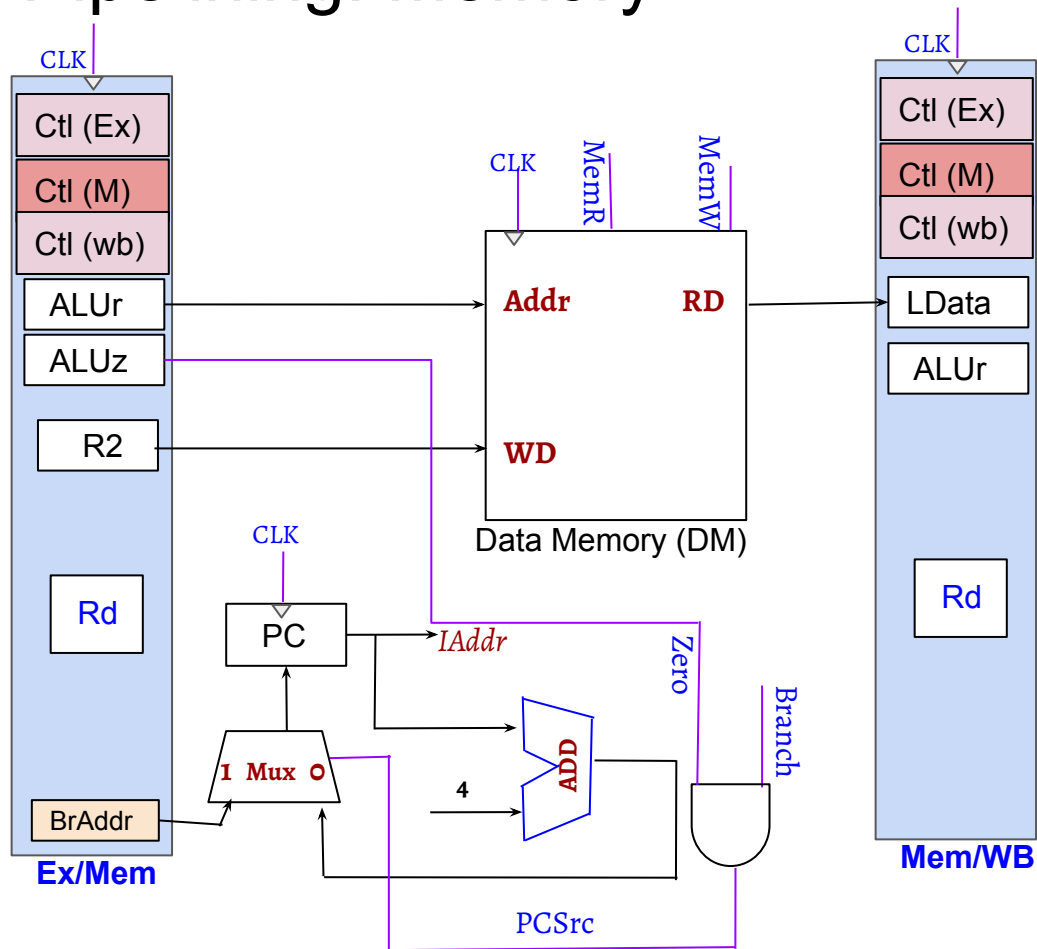 CLK
Ctl (Ex)
Ctl (M)
Ctl (wb)
ALUr
ALUz
R2
Rd
BrAddr
Ex/Mem
CLK
MemR
MemW
Addr
RD
WD
Data Memory (DM)
CLK
PC
IAddr
1 Mux 0
4
ADD
Zero
Branch
PCSrc
CLK
Ctl (Ex)
Ctl (M)
Ctl (wb)
LData
ALUr
Rd
Mem/WB